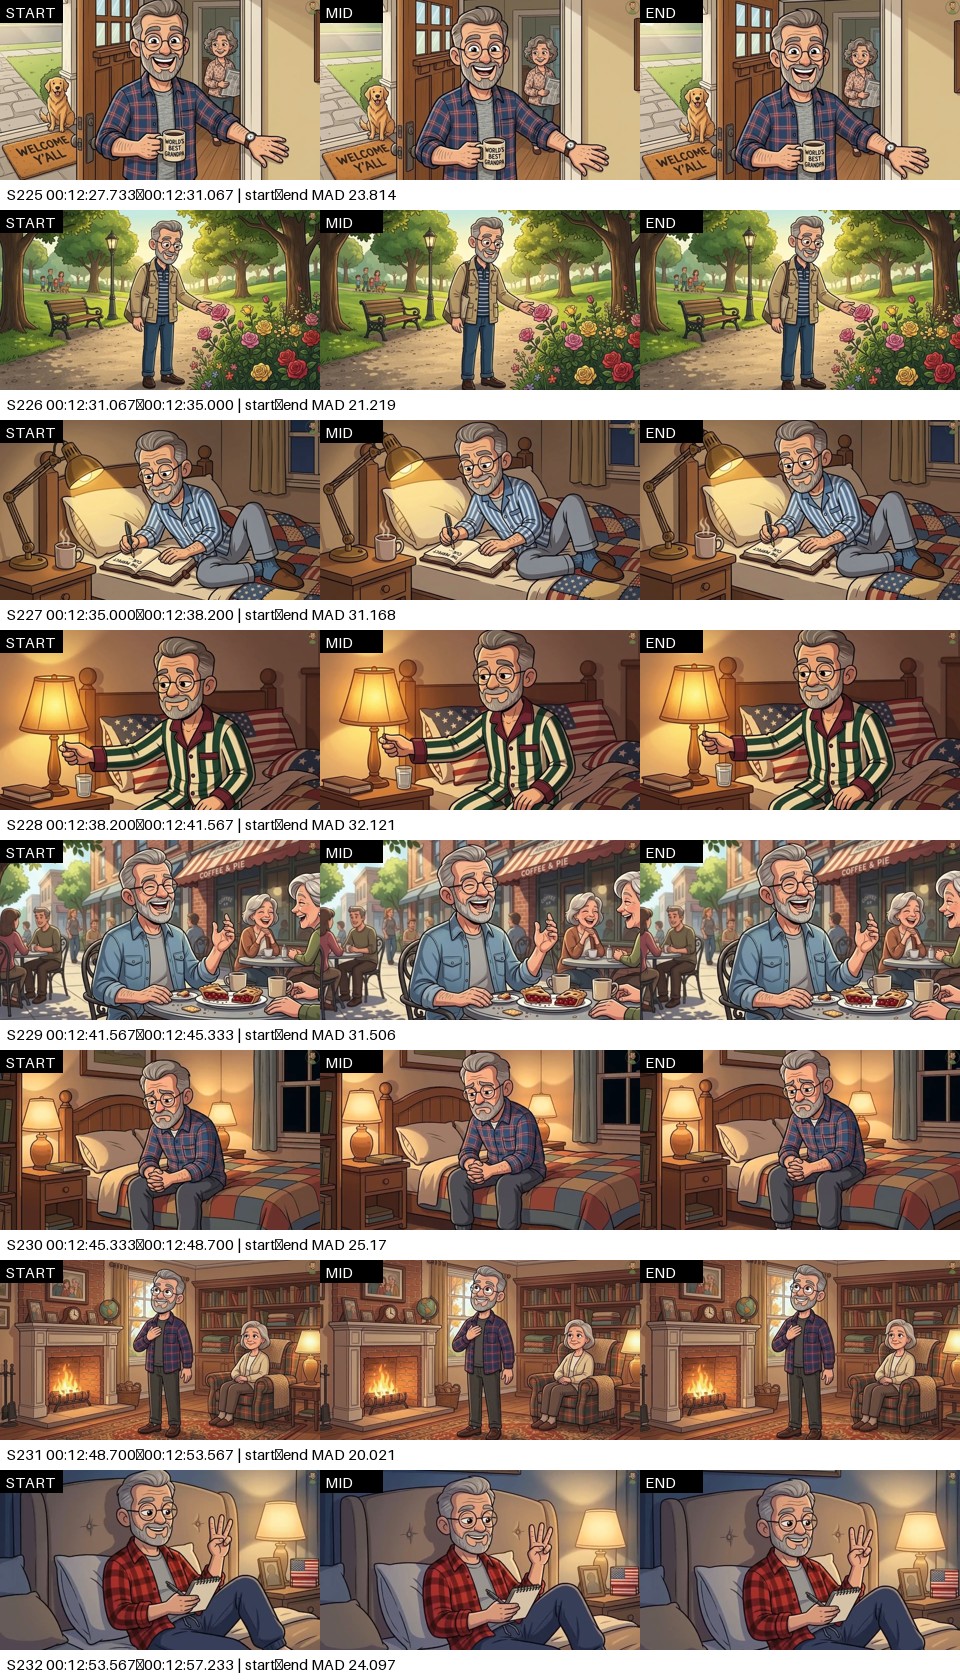 START MID END
WELCOME Y'ALL WORLD'S BEST GRANDPA WELCOME Y'ALL WORLD'S BEST GRANDPA WELCOME Y'ALL WORLD'S BEST GRANDPA
S225 00:12:27.733 00:12:31.067 | start end MAD 23.814
START MID END
S226 00:12:31.067 00:12:35.000 | start end MAD 21.219
START MID END
S227 00:12:35.000 00:12:38.200 | start end MAD 31.168
START MID END
S228 00:12:38.200 00:12:41.567 | start end MAD 32.121
START MID END
COFFEE & PIE COFFEE & PIE COFFEE & PIE
S229 00:12:41.567 00:12:45.333 | start end MAD 31.506
START MID END
S230 00:12:45.333 00:12:48.700 | start end MAD 25.17
START MID END
S231 00:12:48.700 00:12:53.567 | start end MAD 20.021
START MID END
S232 00:12:53.567 00:12:57.233 | start end MAD 24.097